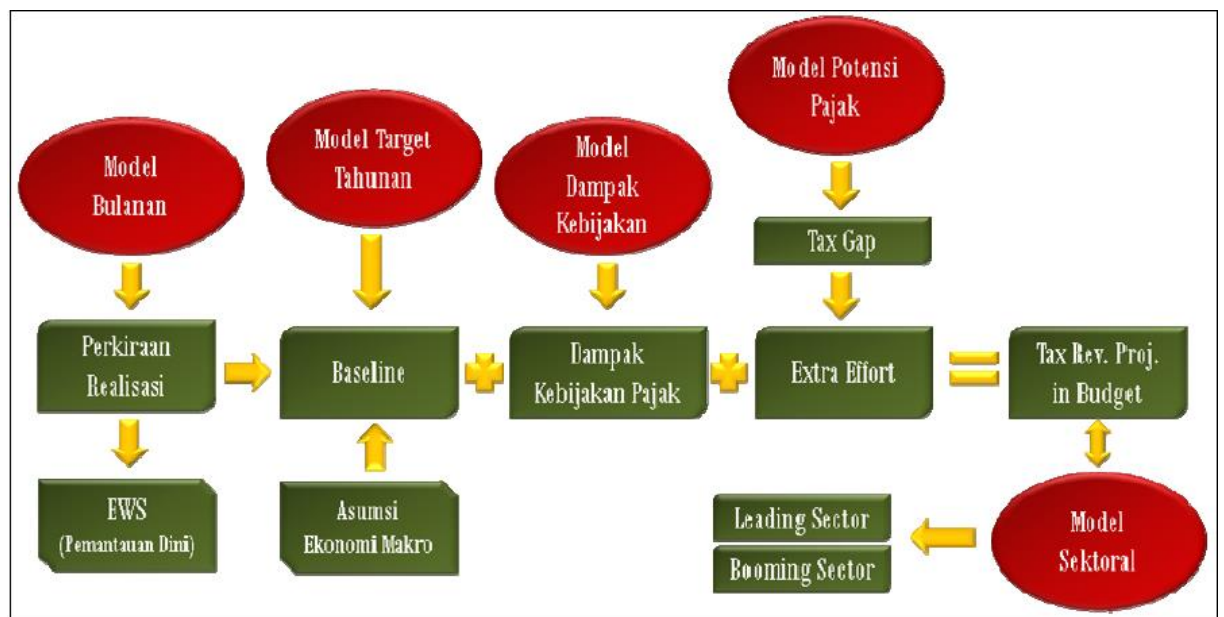 Model Potensi
Pajak
Model
Bulanan
Model Target
Tahunan
Model
Dampak
Kebijakan
Tax Gap
Perkiraan
Realisasi
Baseline
Dampak
Kebijakan Pajak
Extra Effort
Tax Rev. Proj.
in Budget
EWS
(Pemantauan Dini)
Asumsi
Ekonomi Makro
Leading Sector
Booming Sector
Model
Sektoral